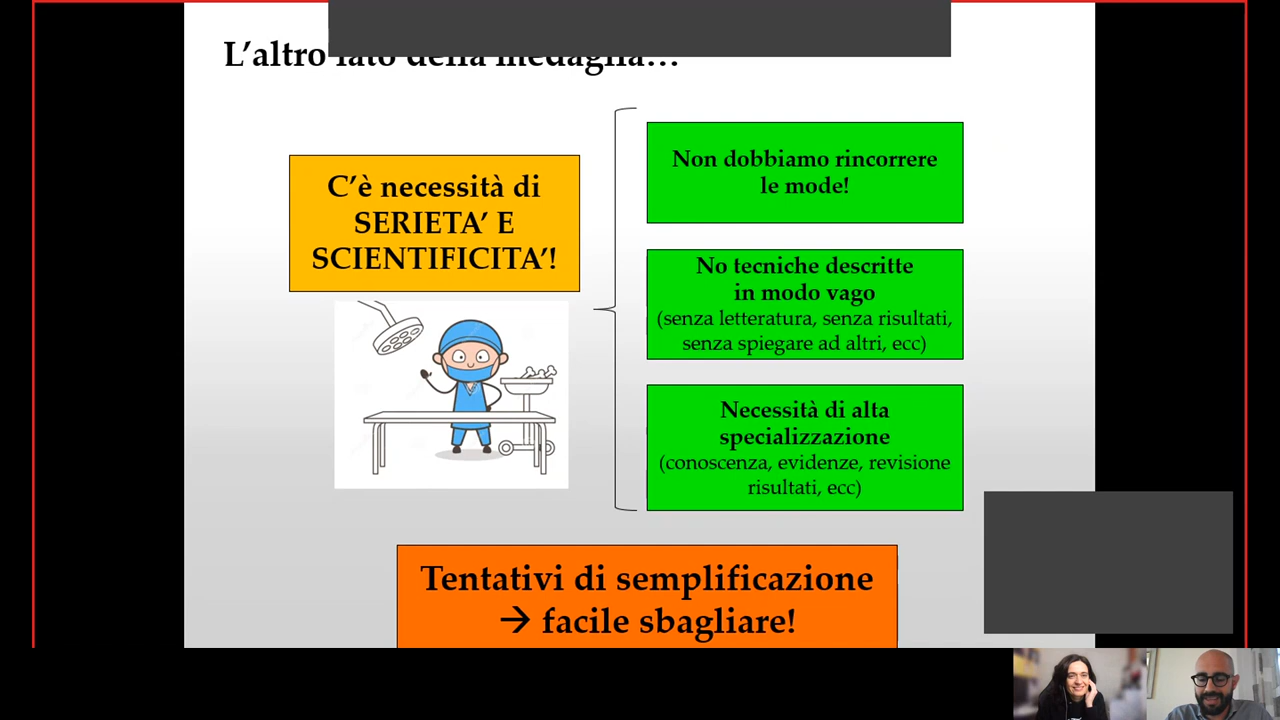 L'altro lato della medaglia...
C'è necessità di
SERIETA' E
SCIENTIFICITA'!
Non dobbiamo rincorrere
le mode!
No tecniche descritte
in modo vago
(senza letteratura, senza risultati,
senza spiegare ad altri, ecc)
Necessità di alta
specializzazione
(conoscenza, evidenze, revisione
risultati, ecc)
Tentativi di semplificazione
→ facile sbagliare!